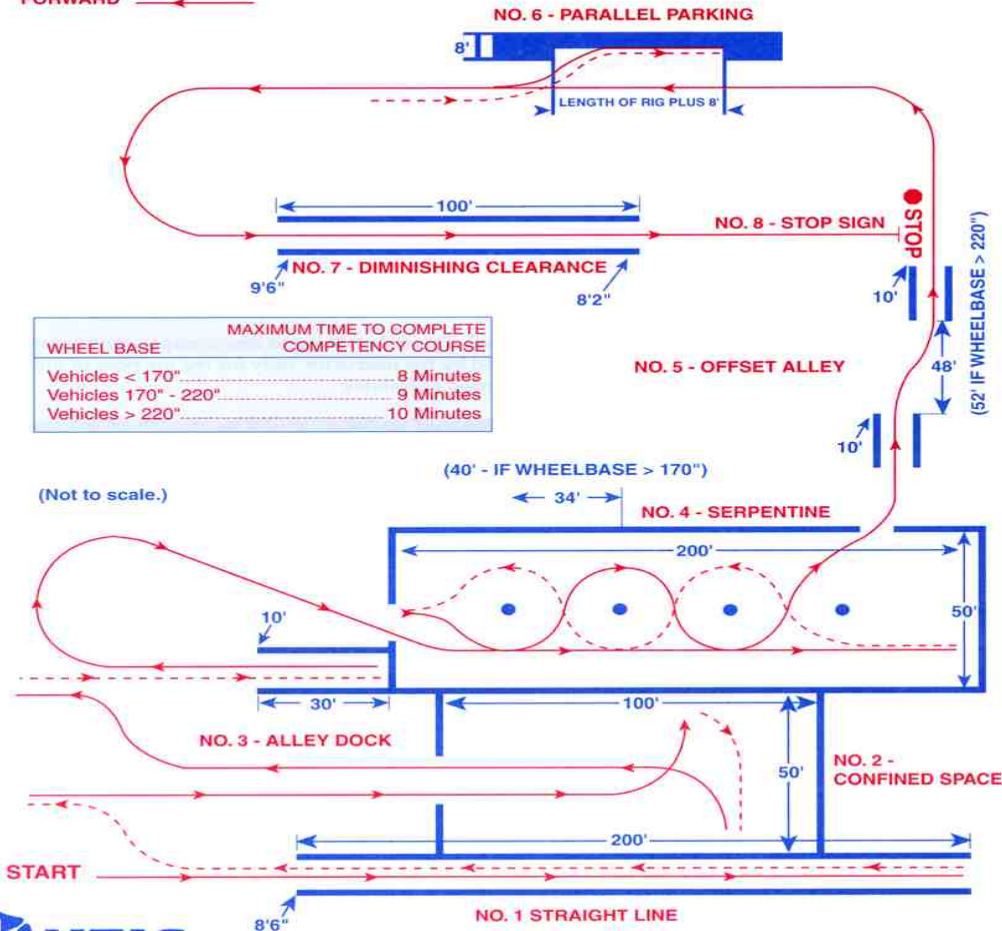 FORWARD
NO. 6 - PARALLEL PARKING
8'
LENGTH OF RIG PLUS 8'
100'
NO. 8 - STOP SIGN
STOP
NO. 7 - DIMINISHING CLEARANCE
9'6"
8'2"
10'
(52' IF WHEELBASE > 220")
48'
MAXIMUM TIME TO COMPLETE
WHEEL BASE COMPETENCY COURSE
Vehicles < 170" 8 Minutes
Vehicles 170" - 220" 9 Minutes
Vehicles > 220" 10 Minutes
NO. 5 - OFFSET ALLEY
10'
(40' - IF WHEELBASE > 170")
(Not to scale.)
34'
NO. 4 - SERPENTINE
200'
50'
10'
30'
100'
NO. 3 - ALLEY DOCK
50'
NO. 2 -
CONFINED SPACE
200'
START
8'6"
NO. 1 STRAIGHT LINE